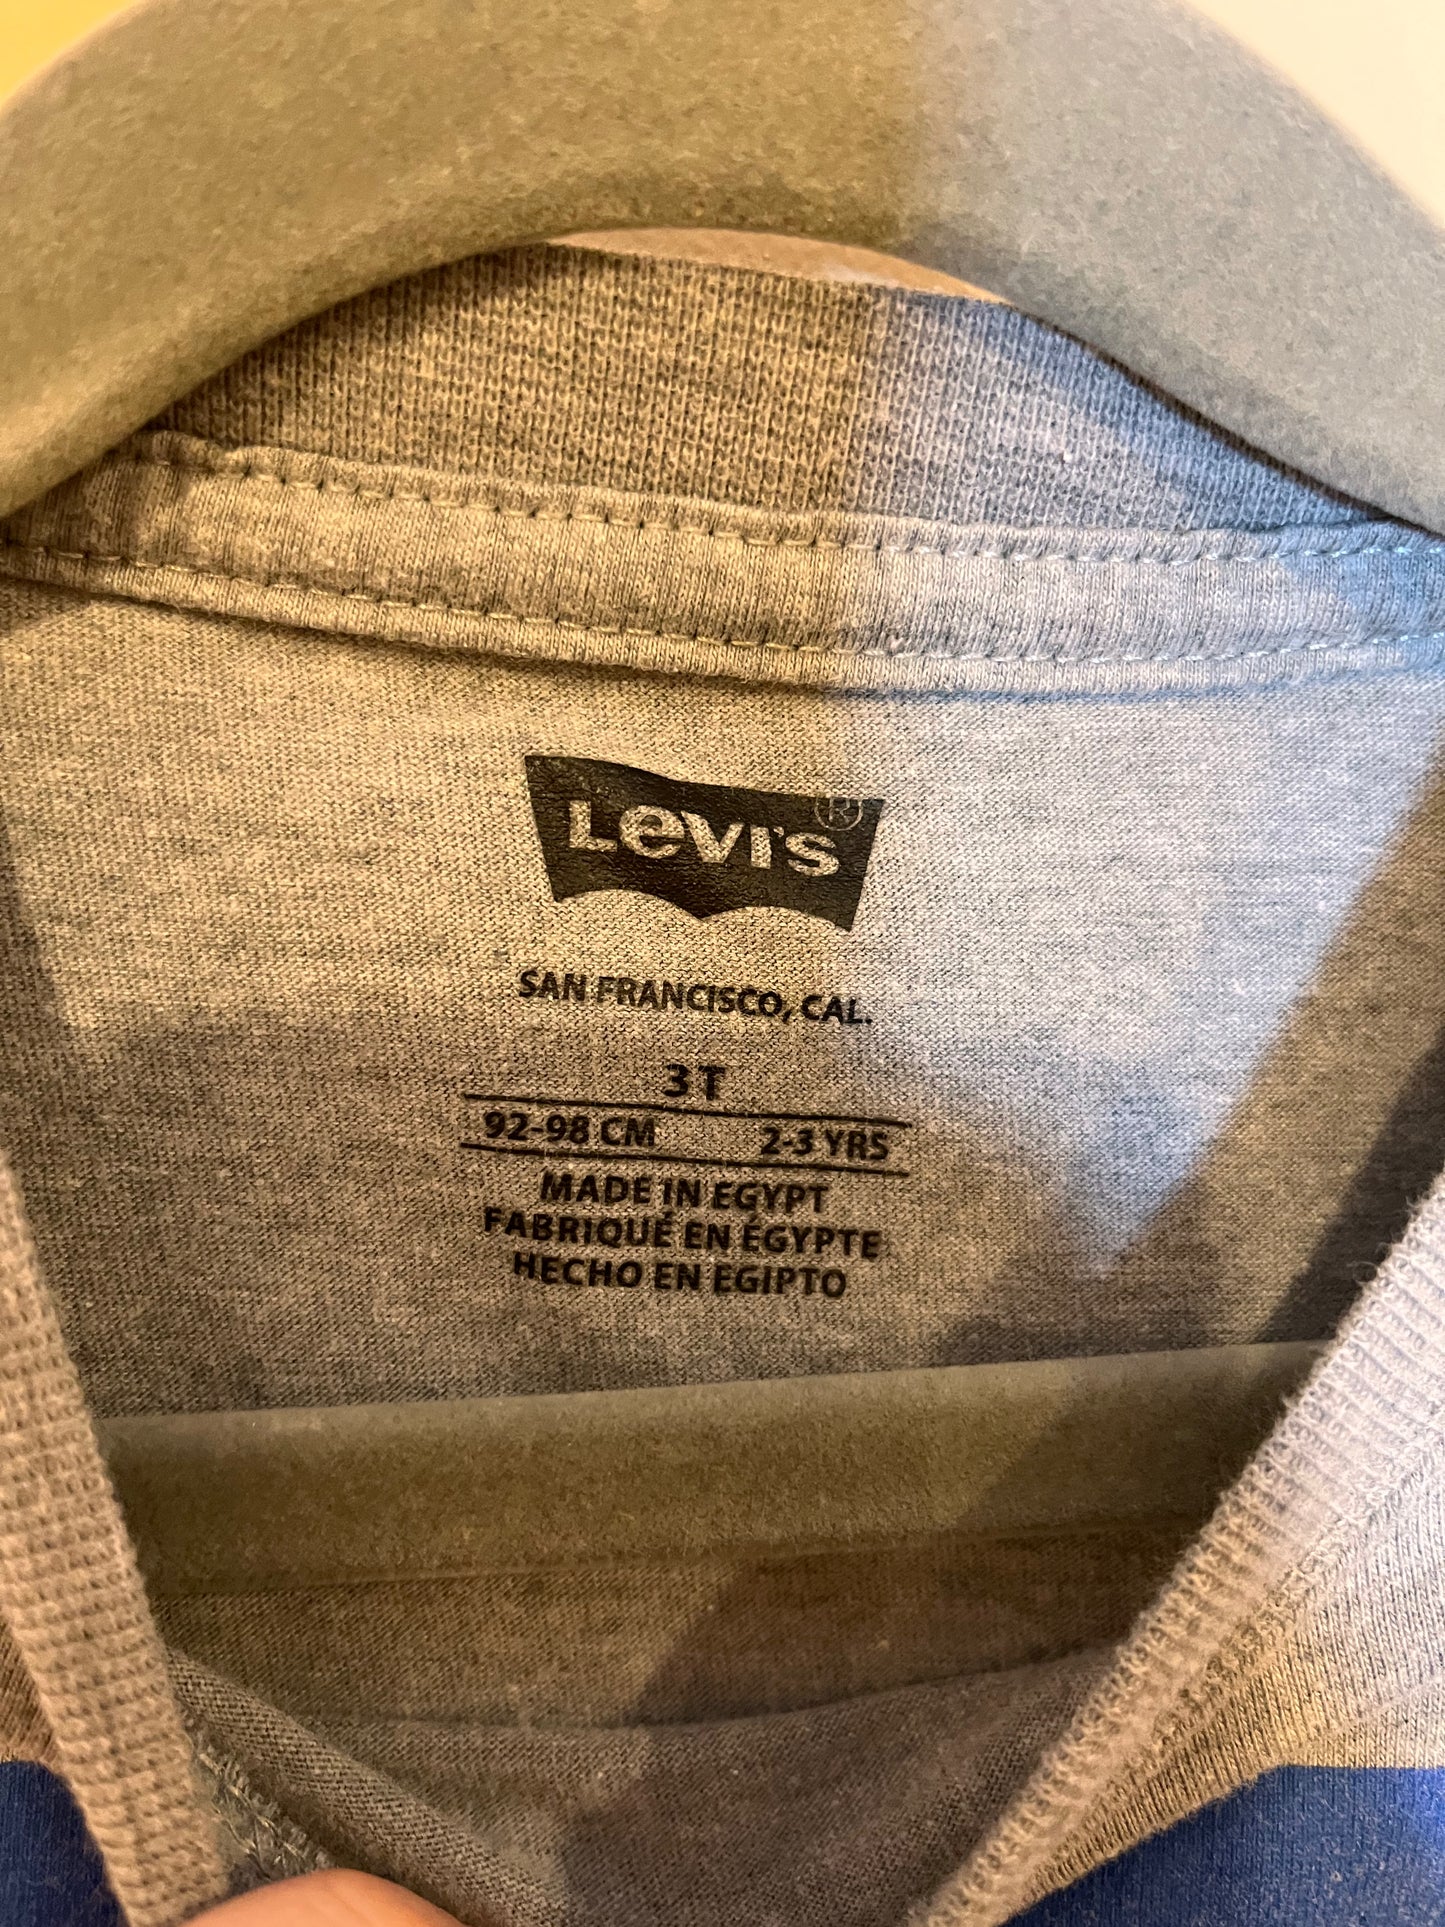 Levi's®
SAN FRANCISCO, CAL.
3T
92-98 CM 2-3 YRS
MADE IN EGYPT
FABRIQUÉ EN ÉGYPTE
HECHO EN EGIPTO